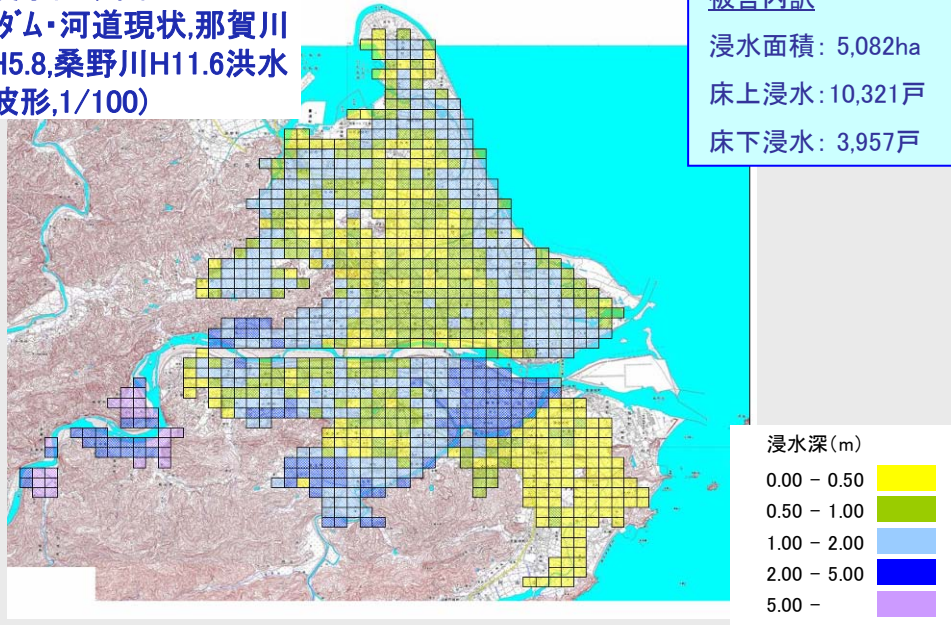 ダム・河道現状,那賀川
H5.8,桑野川H11.6洪水
波形,1/100)
被害内訳
浸水面積: 5,082ha
床上浸水:10,321戸
床下浸水: 3,957戸
浸水深(m)
0.00 - 0.50
0.50 - 1.00
1.00 - 2.00
2.00 - 5.00
5.00 -